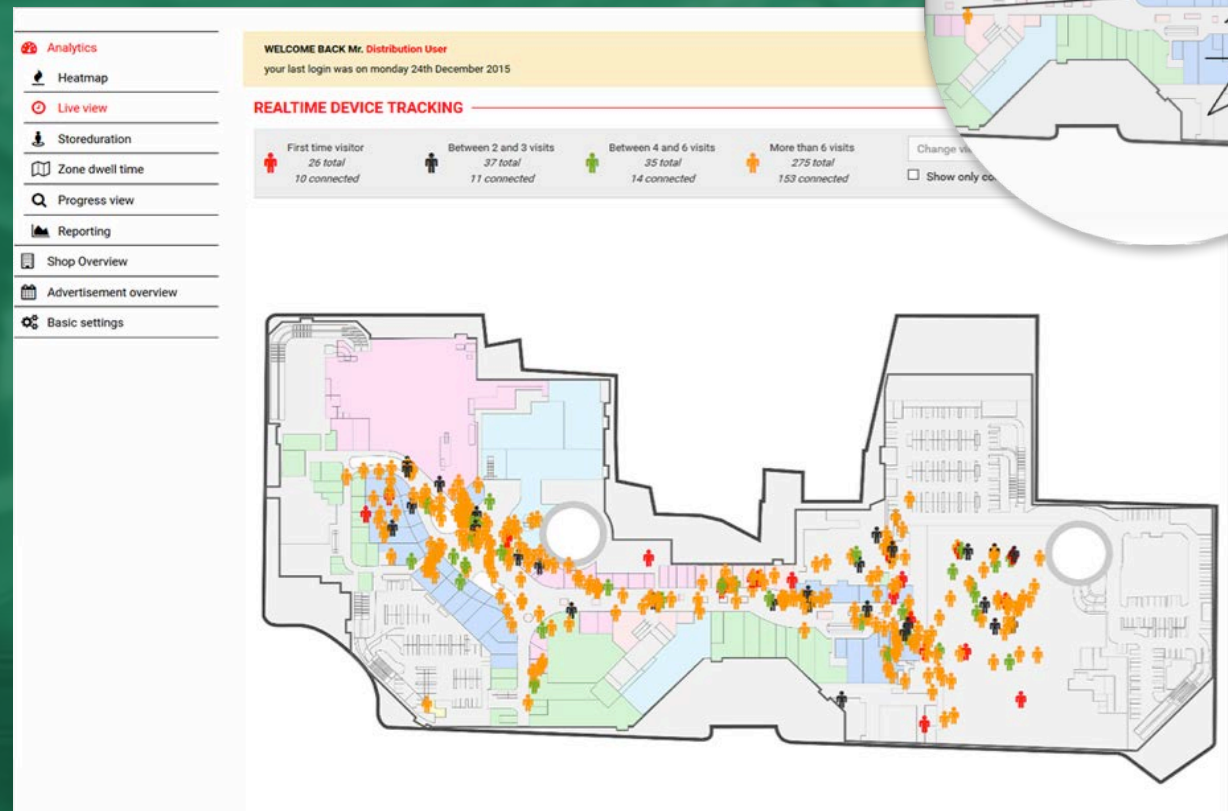 Analytics
Heatmap
Live view
Storeduration
Zone dwell time
Progress view
Reporting
Shop Overview
Advertisement overview
Basic settings
WELCOME BACK Mr. Distribution User
your last login was on monday 24th December 2015
REALTIME DEVICE TRACKING
First time visitor
26 total
10 connected
Between 2 and 3 visits
37 total
11 connected
Between 4 and 6 visits
35 total
14 connected
More than 6 visits
275 total
153 connected
Change
Show only